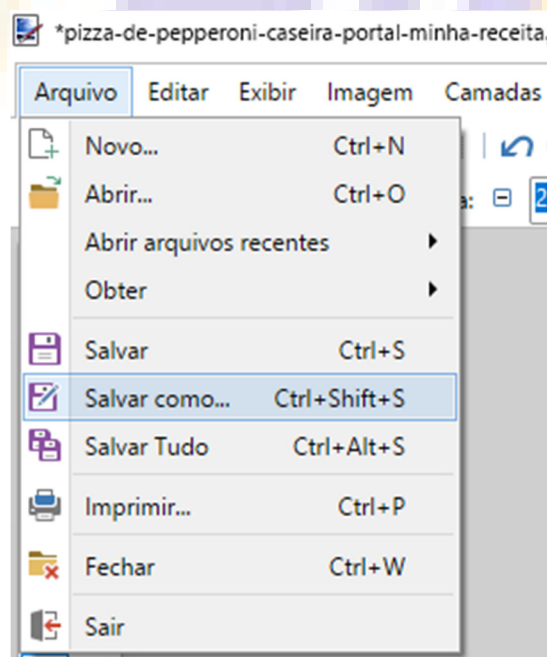 *pizza-de-pepperoni-caseira-portal-minha-receita.
Arquivo Editar Exibir Imagem Camadas
Novo... Ctrl+N
Abrir... Ctrl+O
a: 2
Abrir arquivos recentes
Obter
Salvar Ctrl+S
Salvar como... Ctrl+Shift+S
Salvar Tudo Ctrl+Alt+S
Imprimir... Ctrl+P
Fechar Ctrl+W
Sair